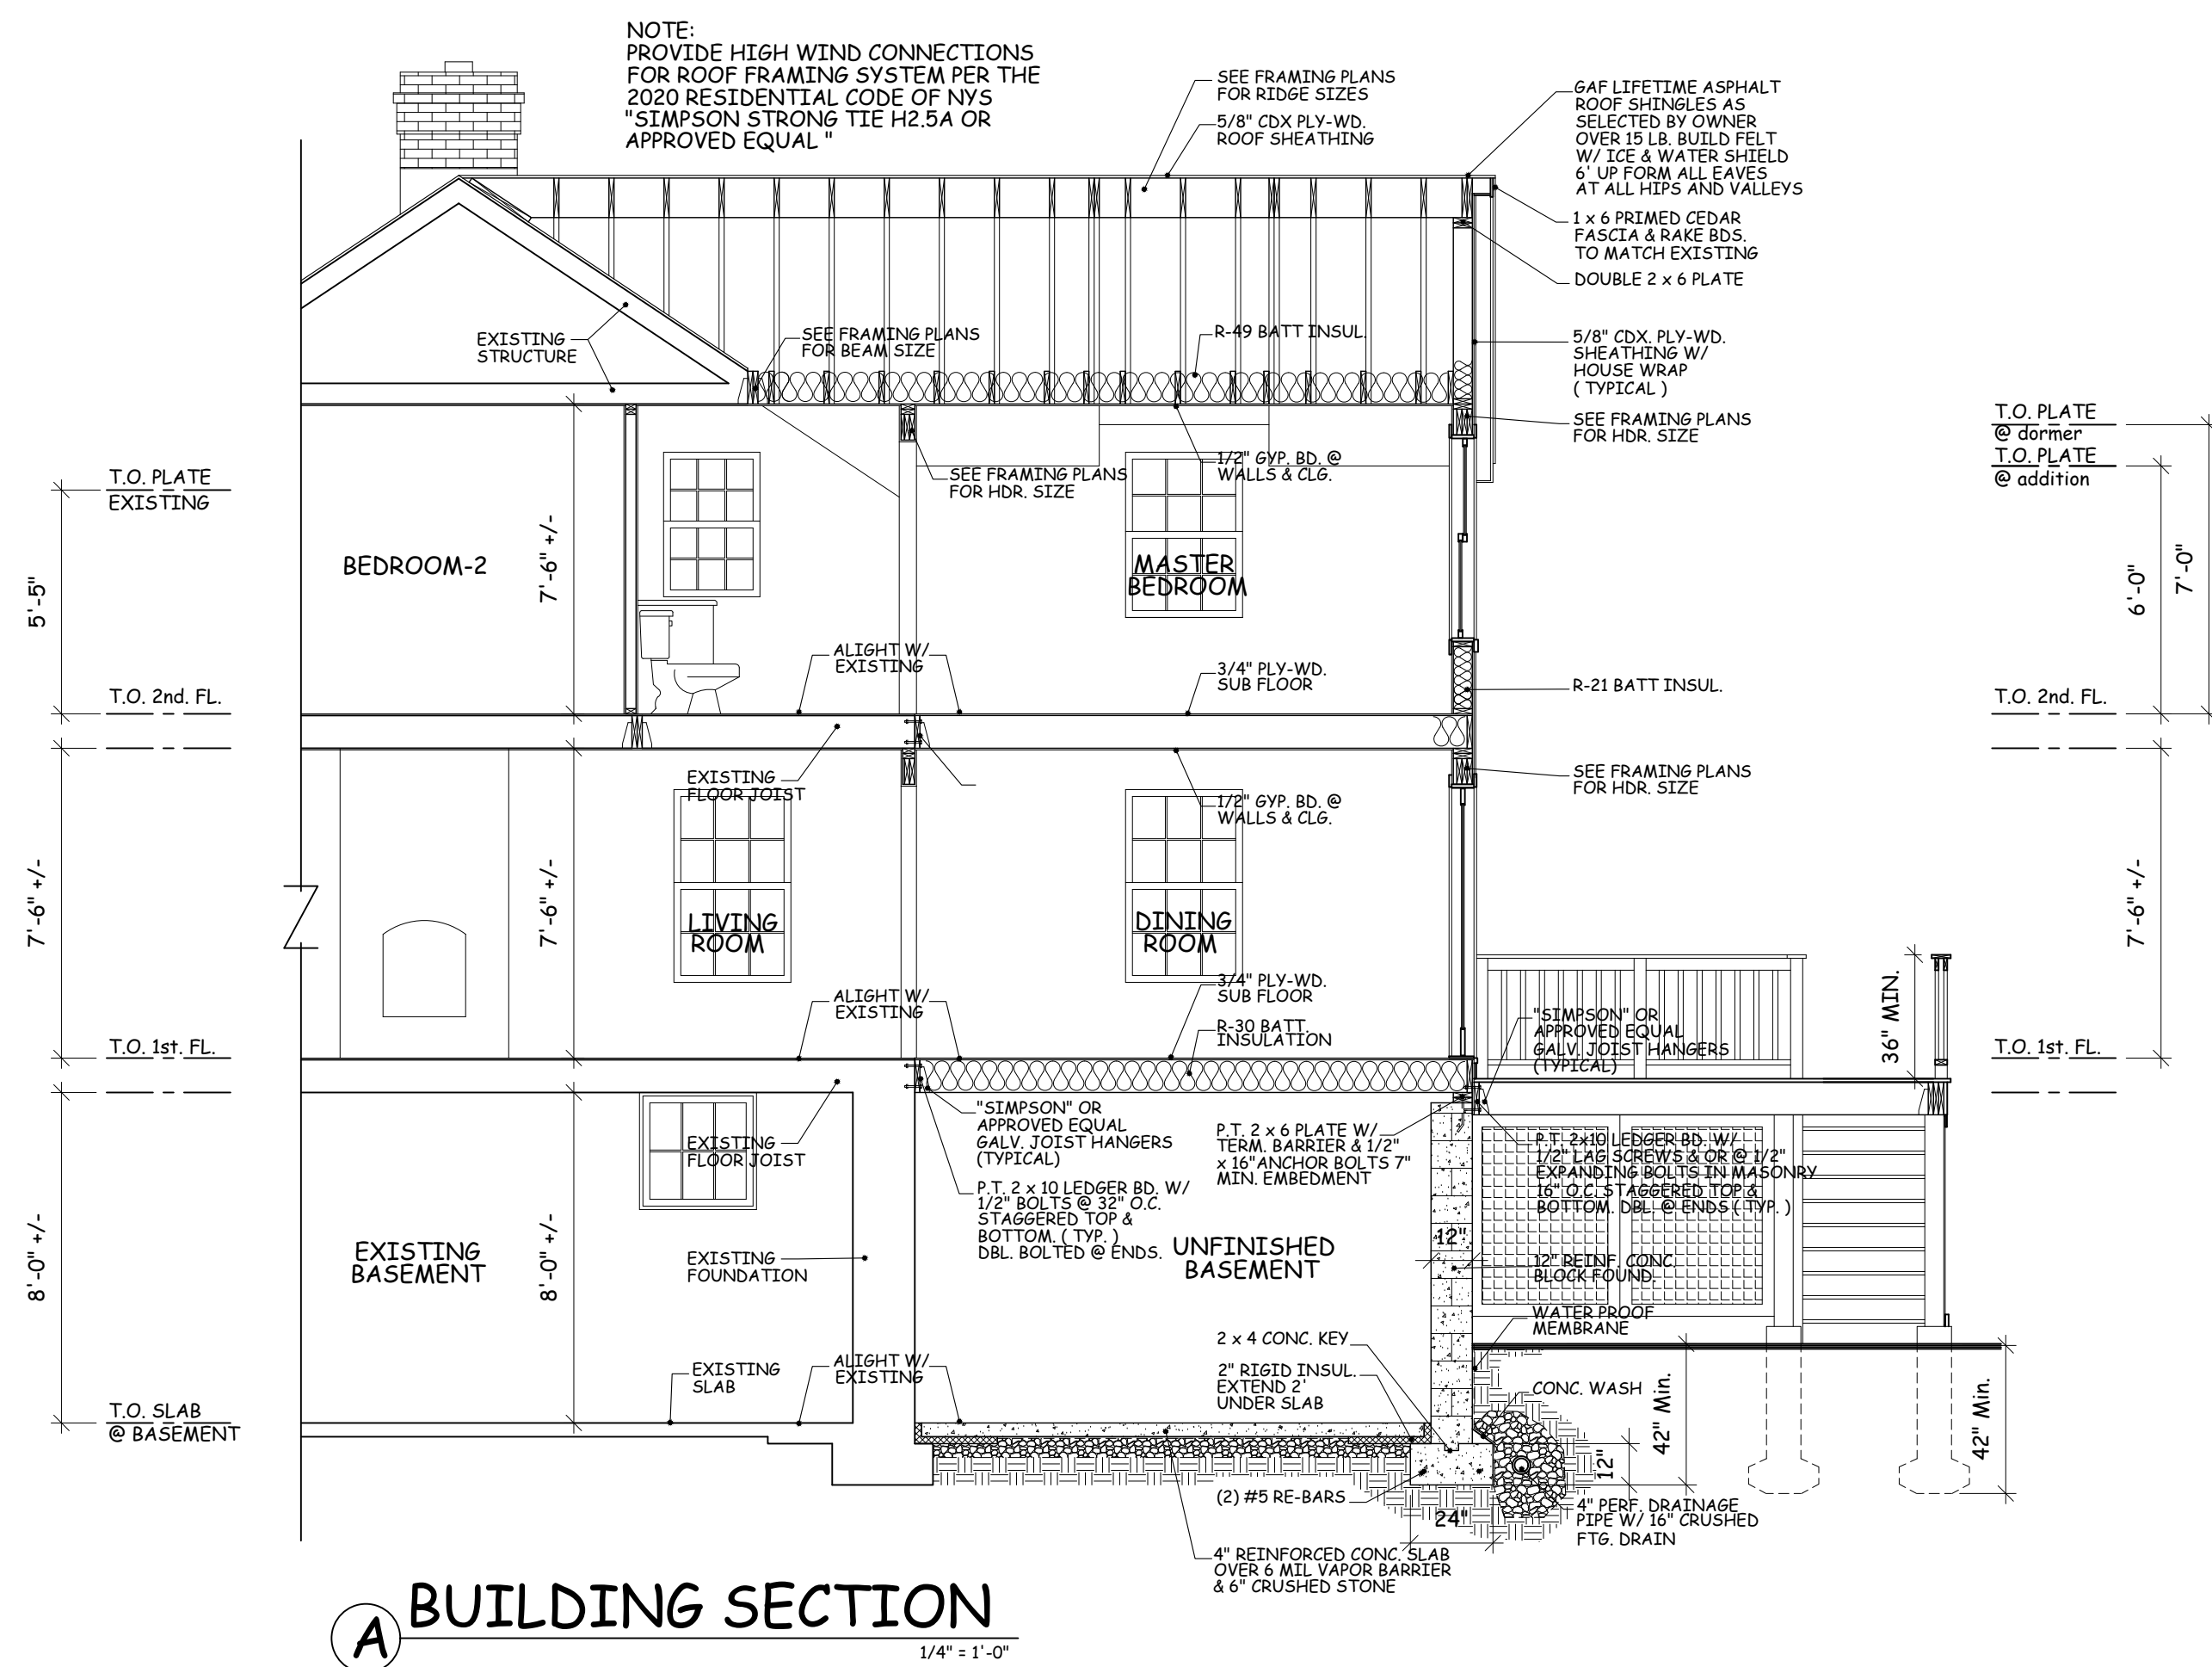 NOTE:
PROVIDE HIGH WIND CONNECTIONS
FOR ROOF FRAMING SYSTEM PER THE
2020 RESIDENTIAL CODE OF NYS
"SIMPSON STRONG TIE H2.5A OR
APPROVED EQUAL "
SEE FRAMING PLANS
FOR RIDGE SIZES
5/8" CDX PLY-WD.
ROOF SHEATHING
GAF LIFETIME ASPHALT
ROOF SHINGLES AS
SELECTED BY OWNER
OVER 15 LB. BUILD FELT
W/ ICE & WATER SHIELD
6' UP FORM ALL EAVES
AT ALL HIPS AND VALLEYS
1 x 6 PRIMED CEDAR
FASCIA & RAKE BDS.
TO MATCH EXISTING
DOUBLE 2 x 6 PLATE
EXISTING
STRUCTURE
SEE FRAMING PLANS
FOR BEAM SIZE
R-49 BATT INSUL.
5/8" CDX. PLY-WD.
SHEATHING W/
HOUSE WRAP
( TYPICAL )
SEE FRAMING PLANS
FOR HDR. SIZE
T.O. PLATE
@ dormer
T.O. PLATE
@ addition
T.O. PLATE
EXISTING
SEE FRAMING PLANS
FOR HDR. SIZE
1/2" GYP. BD. @
WALLS & CLG.
5'-5"
BEDROOM-2
7'-6" +/-
MASTER
BEDROOM
6'-0"
7'-0"
ALIGHT W/
EXISTING
3/4" PLY-WD.
SUB FLOOR
R-21 BATT INSUL.
T.O. 2nd. FL.
T.O. 2nd. FL.
EXISTING
FLOOR JOIST
1/2" GYP. BD. @
WALLS & CLG.
SEE FRAMING PLANS
FOR HDR. SIZE
7'-6" +/-
7'-6" +/-
LIVING
ROOM
DINING
ROOM
7'-6" +/-
ALIGHT W/
EXISTING
3/4" PLY-WD.
SUB FLOOR
R-30 BATT.
INSULATION
"SIMPSON" OR
APPROVED EQUAL
GALV. JOIST HANGERS
(TYPICAL)
36" MIN.
T.O. 1st. FL.
T.O. 1st. FL.
EXISTING
FLOOR JOIST
"SIMPSON" OR
APPROVED EQUAL
GALV. JOIST HANGERS
(TYPICAL)
P.T. 2 x 6 PLATE W/
TERM. BARRIER & 1/2"
x 16"ANCHOR BOLTS 7"
MIN. EMBEDMENT
P.T. 2x10 LEDGER BD. W/
1/2" LAG SCREWS & OR @ 1/2"
EXPANDING BOLTS IN MASONRY
16" O.C. STAGGERED TOP &
BOTTOM. DBL. @ ENDS ( TYP. )
P.T. 2 x 10 LEDGER BD. W/
1/2" BOLTS @ 32" O.C.
STAGGERED TOP &
BOTTOM. ( TYP. )
DBL. BOLTED @ ENDS.
8'-0" +/-
EXISTING
BASEMENT
8'-0" +/-
EXISTING
FOUNDATION
UNFINISHED
BASEMENT
12"
12" REINF. CONC.
BLOCK FOUND.
WATER PROOF
MEMBRANE
2 x 4 CONC. KEY
2" RIGID INSUL.
EXTEND 2'
UNDER SLAB
EXISTING
SLAB
ALIGHT W/
EXISTING
CONC. WASH
T.O. SLAB
@ BASEMENT
42" Min.
42" Min.
12"
(2) #5 RE-BARS
24"
4" PERF. DRAINAGE
PIPE W/ 16" CRUSHED
FTG. DRAIN
4" REINFORCED CONC. SLAB
OVER 6 MIL VAPOR BARRIER
& 6" CRUSHED STONE
A
BUILDING SECTION
1/4" = 1'-0"